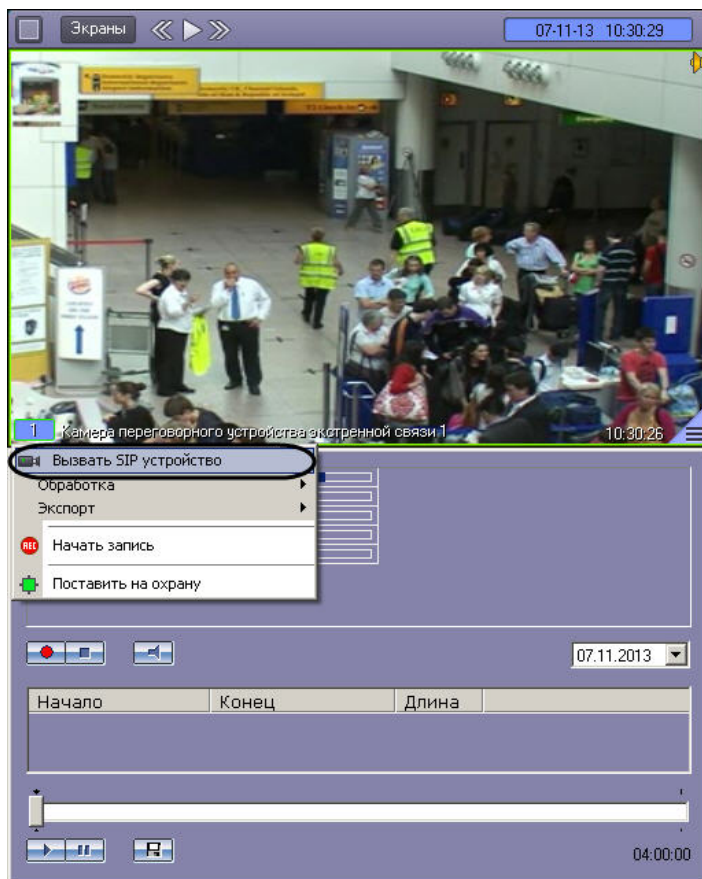 Экраны
07-11-13 10:30:29
1 Камера переговорного устройства экстренной связи 1 10:30:26
Вызвать SIP устройство
Обработка
Экспорт
REC Начать запись
Поставить на охрану
07.11.2013
Начало Конец Длина
04:00:00